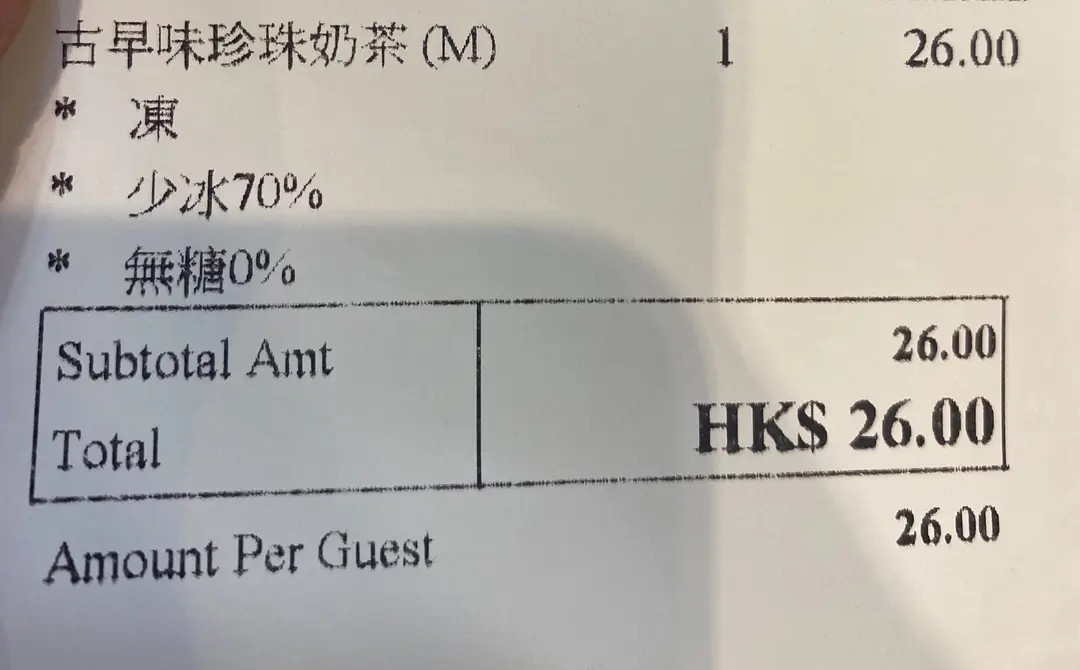 古早味珍珠奶茶 (M) 1 26.00
* 凍
* 少冰70%
* 無糖0%
Subtotal Amt 26.00
Total HK$ 26.00
Amount Per Guest 26.00